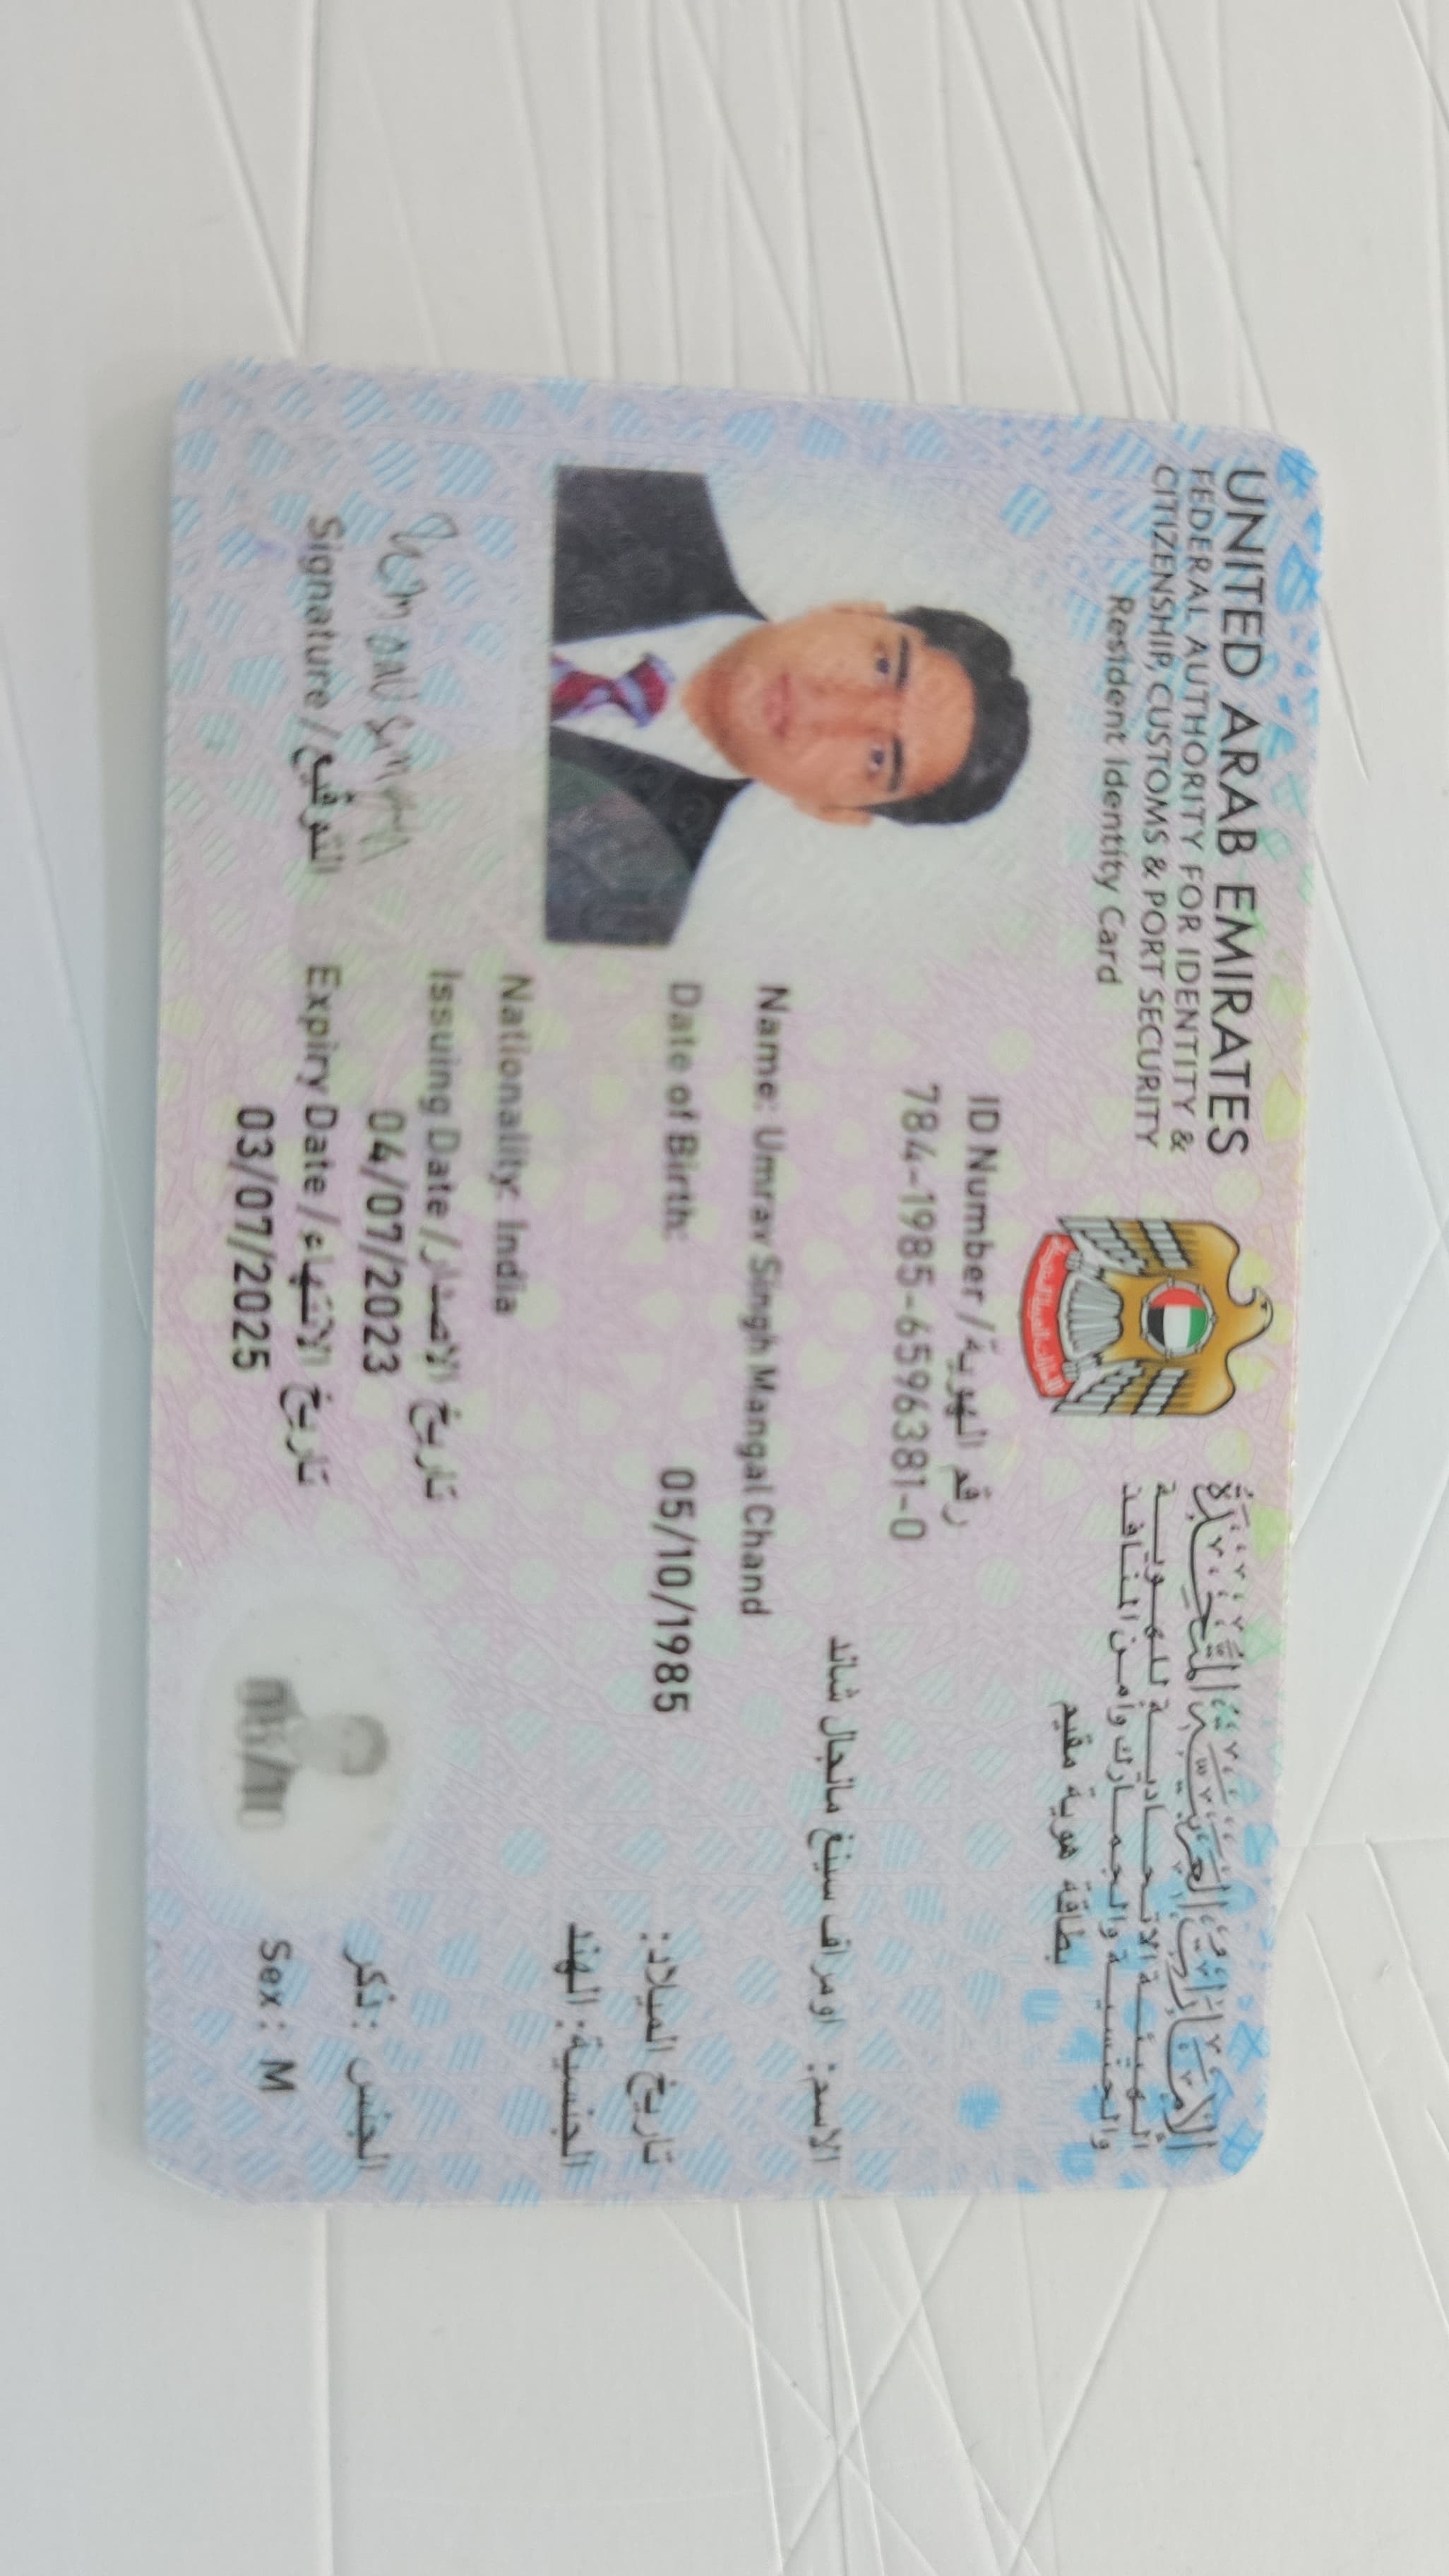 UNITED ARAB EMIRATES
FEDERAL AUTHORITY FOR IDENTITY &
CITIZENSHIP, CUSTOMS & PORT SECURITY
Resident Identity Card
الإمارات العربية المتحدة
الهيئة الاتحادية للهوية
والجنسية والجمارك وأمن المنافذ
بطاقة هوية مقيم
ID Number / رقم الهوية
784-1985-6596381-0
الاسم: اومراف سينغ مانجال شاند
Name: Umrav Singh Mangal Chand
Date of Birth: 05/10/1985 تاريخ الميلاد:
الجنسية: الهند
Nationality: India
Issuing Date / تاريخ الاصدار
04/07/2023
Expiry Date / تاريخ الانتهاء
03/07/2025
الجنس: ذكر
Sex: M
Signature / التوقيع